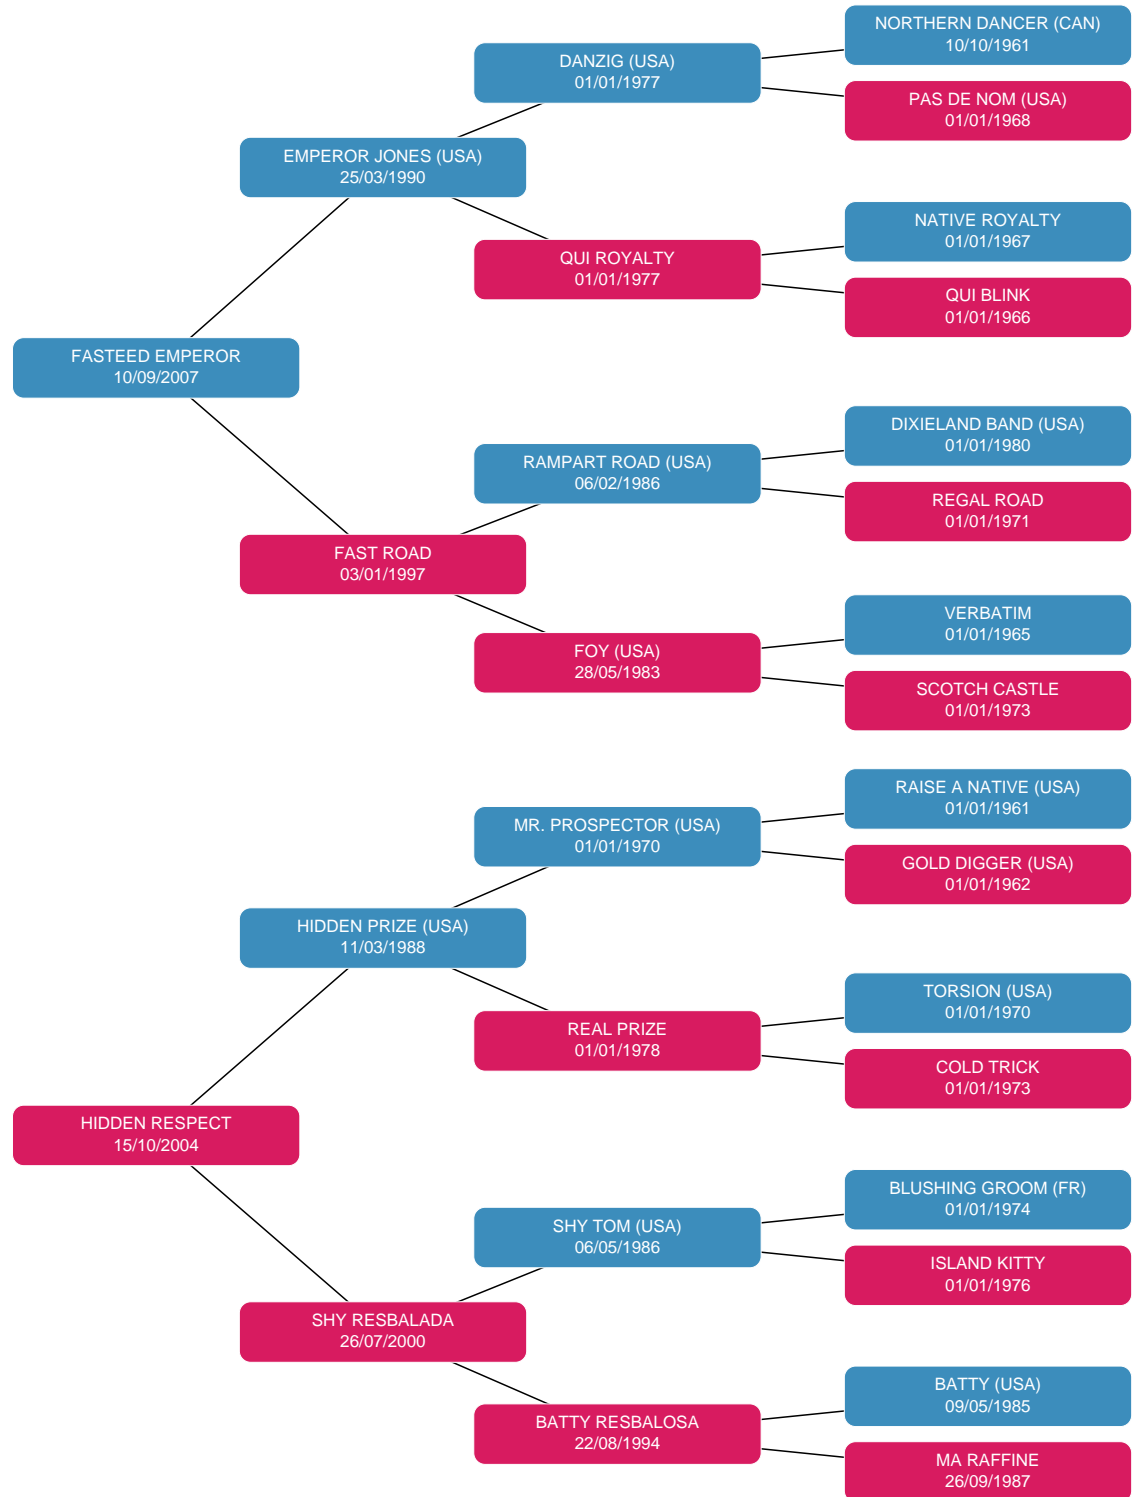 NORTHERN DANCER (CAN)
10/10/1961
DANZIG (USA)
01/01/1977
PAS DE NOM (USA)
01/01/1968
EMPEROR JONES (USA)
25/03/1990
NATIVE ROYALTY
01/01/1967
QUI ROYALTY
01/01/1977
QUI BLINK
01/01/1966
FASTEED EMPEROR
10/09/2007
DIXIELAND BAND (USA)
01/01/1980
RAMPART ROAD (USA)
06/02/1986
REGAL ROAD
01/01/1971
FAST ROAD
03/01/1997
VERBATIM
01/01/1965
FOY (USA)
28/05/1983
SCOTCH CASTLE
01/01/1973
RAISE A NATIVE (USA)
01/01/1961
MR. PROSPECTOR (USA)
01/01/1970
GOLD DIGGER (USA)
01/01/1962
HIDDEN PRIZE (USA)
11/03/1988
TORSION (USA)
01/01/1970
REAL PRIZE
01/01/1978
COLD TRICK
01/01/1973
HIDDEN RESPECT
15/10/2004
BLUSHING GROOM (FR)
01/01/1974
SHY TOM (USA)
06/05/1986
ISLAND KITTY
01/01/1976
SHY RESBALADA
26/07/2000
BATTY (USA)
09/05/1985
BATTY RESBALOSA
22/08/1994
MA RAFFINE
26/09/1987